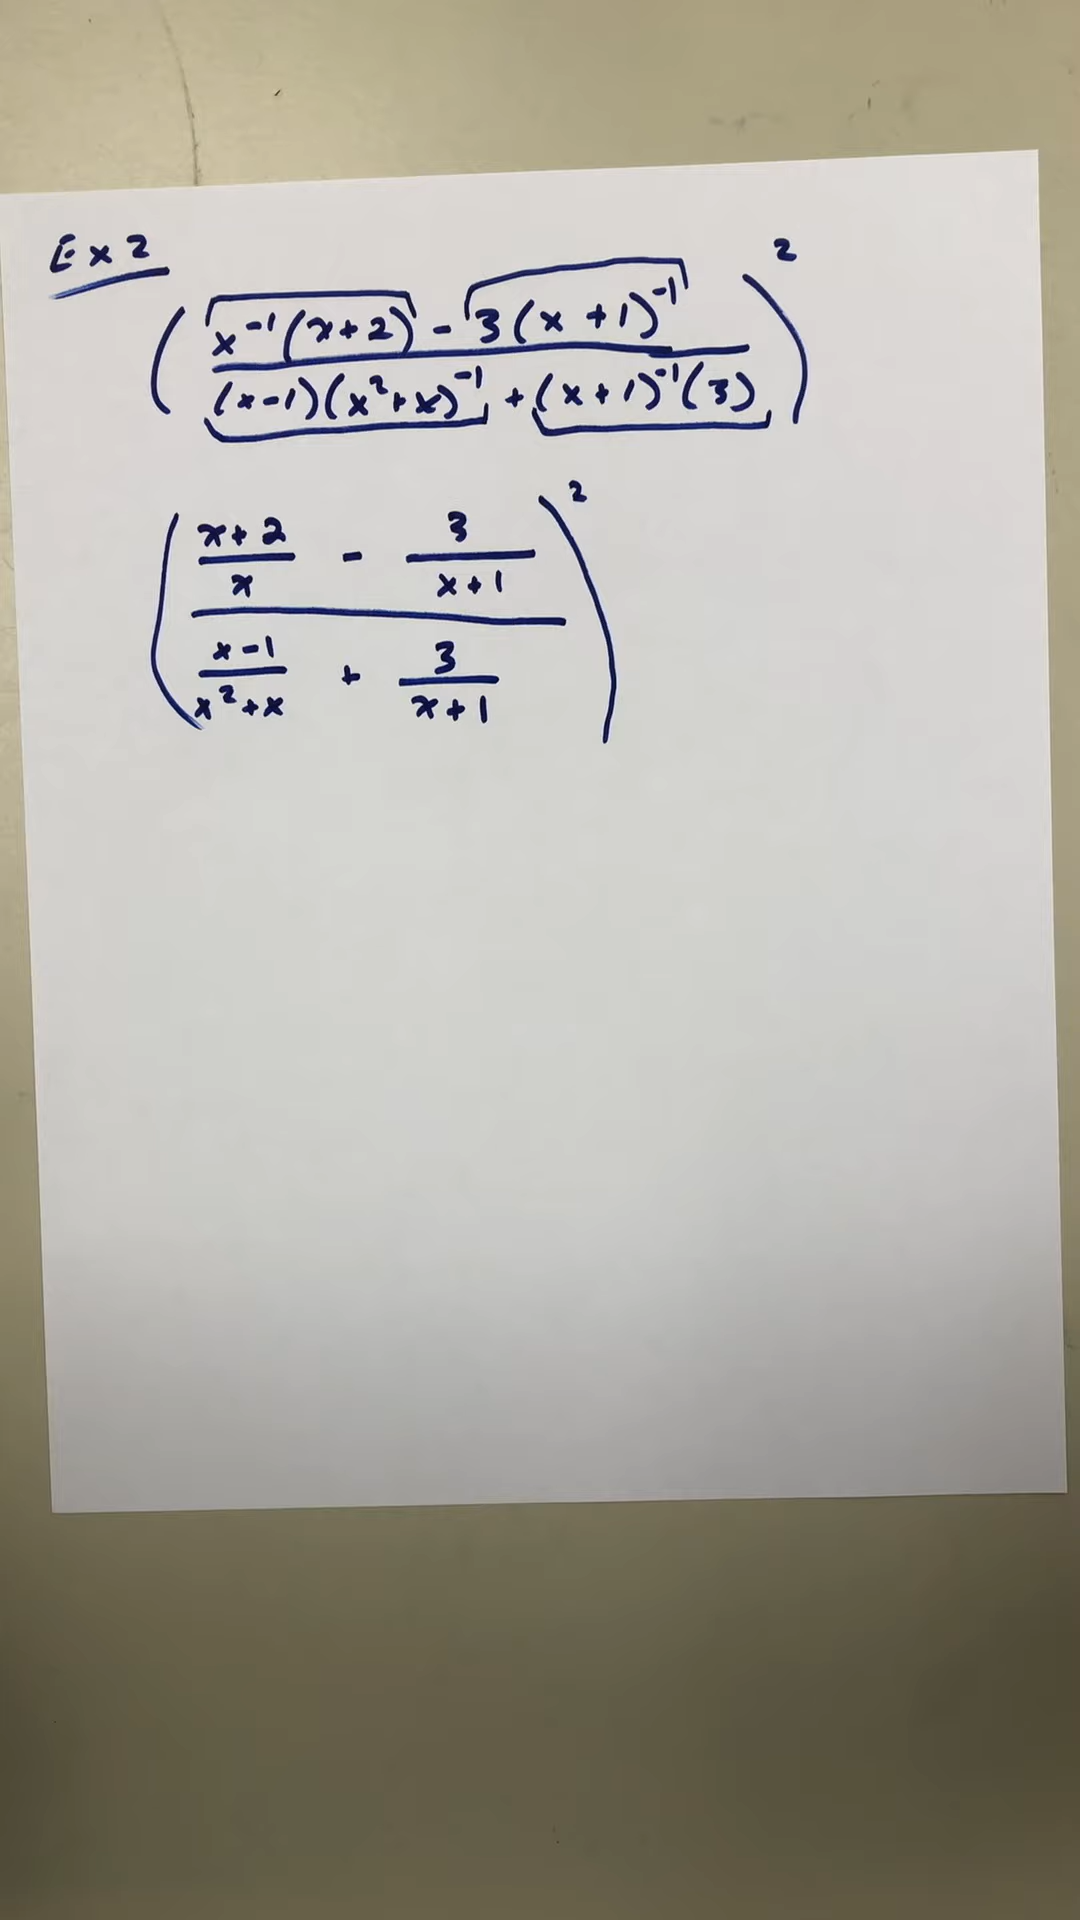 Ex 2
( x⁻¹(x+2) - 3(x+1)⁻¹ / (x-1)(x²+x)⁻¹ + (x+1)⁻¹(3) )²
( x+2/x - 3/x+1 / x-1/x²+x + 3/x+1 )²